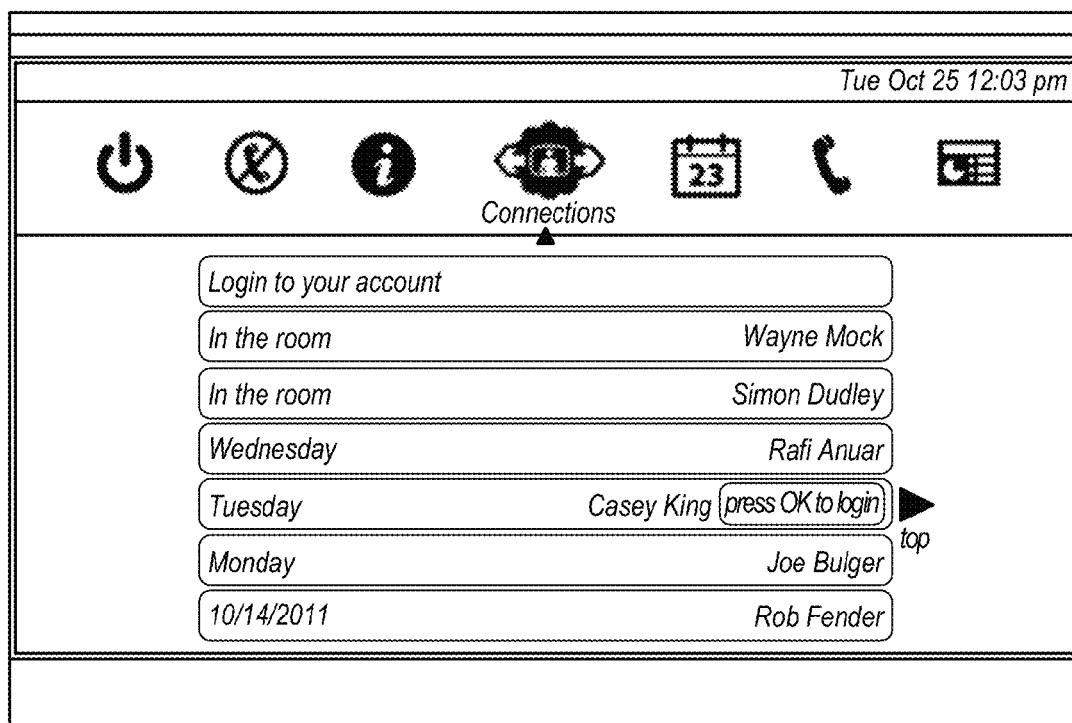 Tue Oct 25 12:03 pm
23
Connections
Login to your account
In the room Wayne Mock
In the room Simon Dudley
Wednesday Rafi Anuar
Tuesday Casey King press OK to login
top
Monday Joe Bulger
10/14/2011 Rob Fender